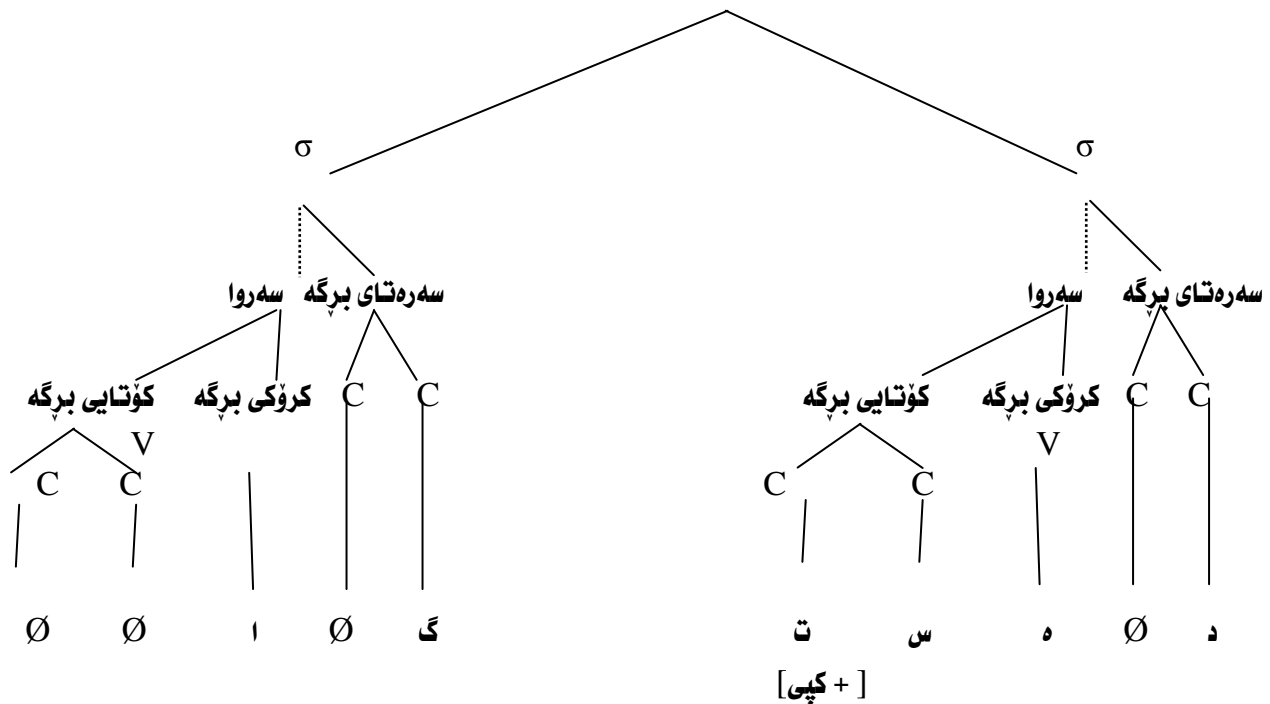 σ σ
سەرەتای بڕگە سەروا سەرەتای بڕگە سەروا
C C کرۆکی بڕگە کۆتایی بڕگە C C کرۆکی بڕگە کۆتایی بڕگە
V V
C C C C
د Ø ە س ت گ Ø ا Ø Ø
[+ کپی]